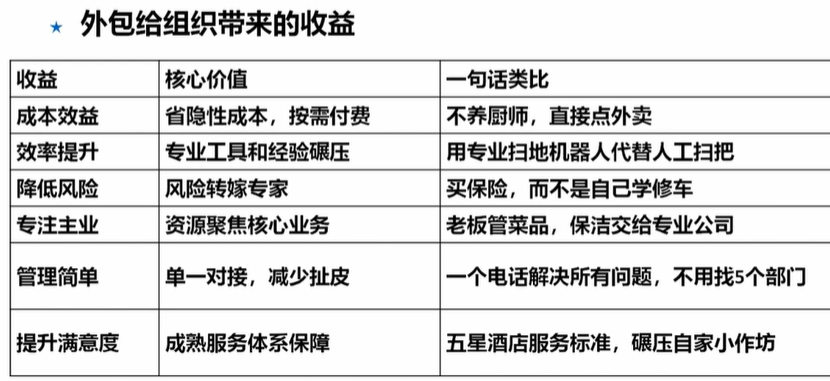 ★ 外包给组织带来的收益
收益 核心价值 一句话类比
成本效益 省隐性成本，按需付费 不养厨师，直接点外卖
效率提升 专业工具和经验碾压 用专业扫地机器人代替人工扫把
降低风险 风险转嫁专家 买保险，而不是自己学修车
专注主业 资源聚焦核心业务 老板管菜品，保洁交给专业公司
管理简单 单一对接，减少扯皮 一个电话解决所有问题，不用找5个部门
提升满意度 成熟服务体系保障 五星酒店服务标准，碾压自家小作坊